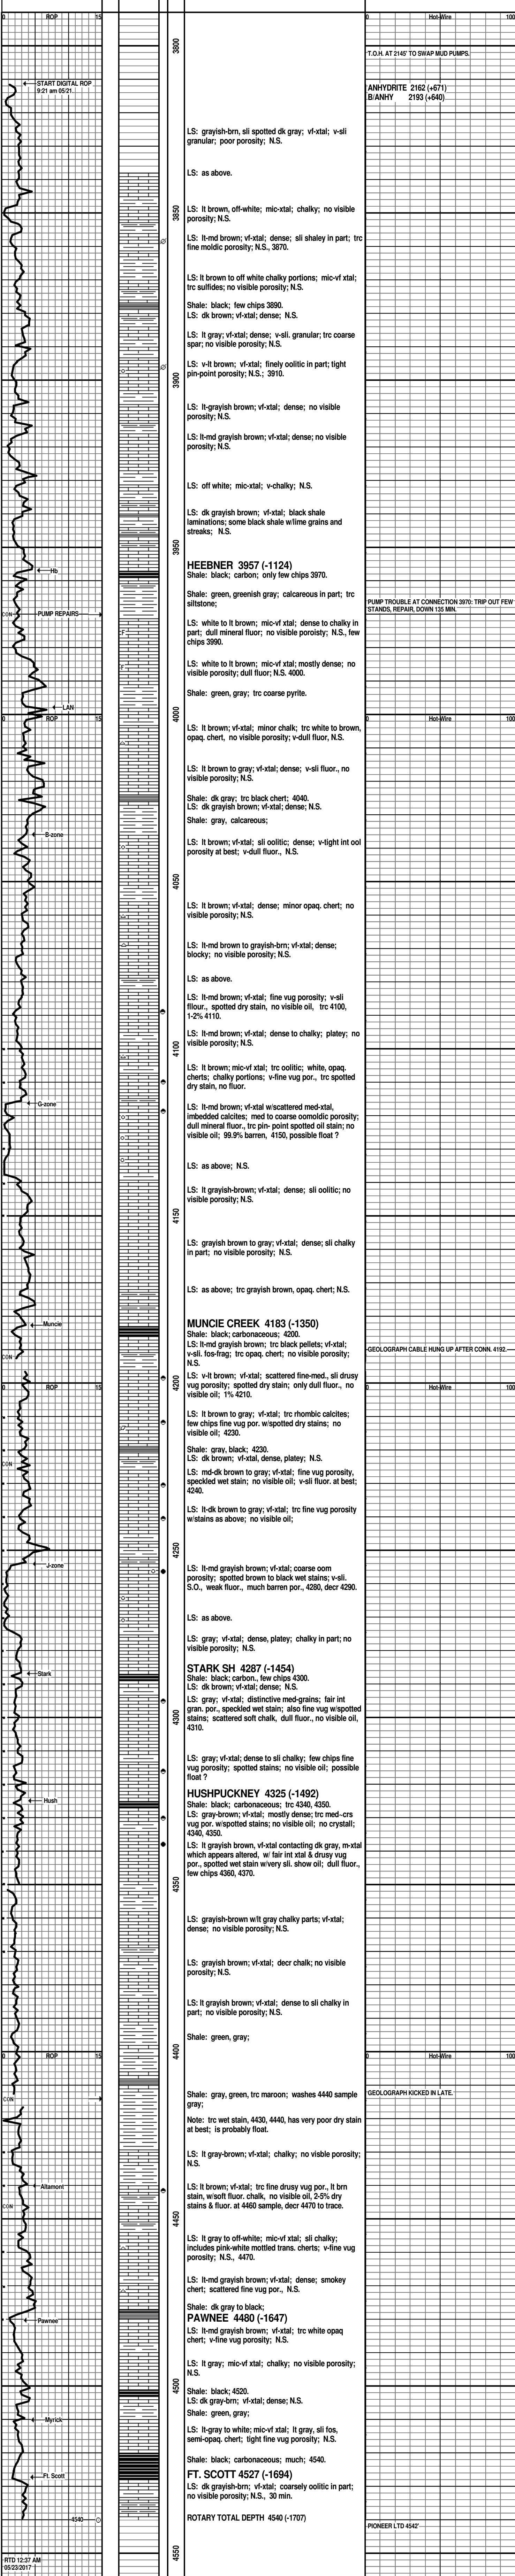 ROP
0 Hot-Wire 100
3800
T.O.H. AT 2145' TO SWAP MUD PUMPS.
START DIGITAL ROP
9:21 am 05/21
ANHYDRITE 2162 (+671)
B/ANHY 2193 (+640)
LS: grayish-brn, sli spotted dk gray; vf-xtal; v-sli
granular; poor porosity; N.S.
LS: as above.
3850
LS: lt brown, off-white; mic-xtal; chalky; no visible
porosity; N.S.
LS: lt-md brown; vf-xtal; dense; sli shaley in part; trc
fine moldic porosity; N.S., 3870.
LS: lt brown to off white chalky portions; mic-vf xtal;
trc sulfides; no visible porosity; N.S.
Shale: black; few chips 3890.
LS: dk brown; vf-xtal; dense; N.S.
LS: lt gray; vf-xtal; dense; v-sli. granular; trc coarse
spar; no visible porosity; N.S.
LS: v-lt brown; vf-xtal; finely oolitic in part; tight
pin-point porosity; N.S.; 3910.
3900
LS: lt-grayish brown; vf-xtal; dense; no visible
porosity; N.S.
LS: lt-md grayish brown; vf-xtal; dense; no visible
porosity; N.S.
LS: off white; mic-xtal; v-chalky; N.S.
LS: dk grayish brown; vf-xtal; black shale
laminations; some black shale w/lime grains and
streaks; N.S.
3950
HEEBNER 3957 (-1124)
Hb
Shale: black; carbon; only few chips 3970.
Shale: green, greenish gray; calcareous in part; trc
siltstone;
CON
PUMP REPAIRS
PUMP TROUBLE AT CONNECTION 3970: TRIP OUT FEW
STANDS, REPAIR, DOWN 135 MIN.
LS: white to lt brown; mic-vf xtal; dense to chalky in
part; dull mineral fluor; no visible poroisty; N.S., few
chips 3990.
LS: white to lt brown; mic-vf xtal; mostly dense; no
visible porosity; dull fluor; N.S. 4000.
Shale: green, gray; trc coarse pyrite.
LAN
0 ROP 15
4000
0 Hot-Wire 100
LS: lt brown; vf-xtal; minor chalk; trc white to brown,
opaq. chert, no visible porosity; v-dull fluor, N.S.
LS: lt brown to gray; vf-xtal; dense; v-sli fluor., no
visible porosity; N.S.
Shale: dk gray; trc black chert; 4040.
LS: dk grayish brown; vf-xtal; dense; N.S.
Shale: gray, calcareous;
B-zone
LS: lt brown; vf-xtal; sli oolitic; dense; v-tight int ool
porosity at best; v-dull fluor., N.S.
4050
LS: lt brown; vf-xtal; dense; minor opaq. chert; no
visible porosity; N.S.
LS: lt-md brown to grayish-brn; vf-xtal; dense;
blocky; no visible porosity; N.S.
LS: as above.
LS: lt-md brown; vf-xtal; fine vug porosity; v-sli
flluor., spotted dry stain, no visible oil, trc 4100,
1-2% 4110.
LS: lt-md brown; vf-xtal; dense to chalky; platey; no
visible porosity; N.S.
4100
LS: lt brown; mic-vf xtal; trc oolitic; white, opaq.
cherts; chalky portions; v-fine vug por., trc spotted
dry stain, no fluor.
G-zone
LS: lt-md brown; vf-xtal w/scattered med-xtal,
imbedded calcites; med to coarse oomoldic porosity;
dull mineral fluor., trc pin- point spotted oil stain; no
visible oil; 99.9% barren, 4150, possible float ?
LS: as above; N.S.
LS: lt grayish-brown; vf-xtal; dense; sli oolitic; no
visible porosity; N.S.
4150
LS: grayish brown to gray; vf-xtal; dense; sli chalky
in part; no visible porosity; N.S.
LS: as above; trc grayish brown, opaq. chert; N.S.
MUNCIE CREEK 4183 (-1350)
Muncie
Shale: black; carbonaceous; 4200.
LS: lt-md grayish brown; trc black pellets; vf-xtal;
v-sli. fos-frag; trc opaq. chert; no visible porosity;
N.S.
CON
GEOLOGRAPH CABLE HUNG UP AFTER CONN. 4192.
LS: v-lt brown; vf-xtal; scattered fine-med., sli drusy
vug porosity; spotted dry stain; only dull fluor., no
visible oil; 1% 4210.
4200
0 ROP 15
0 Hot-Wire 100
LS: lt brown to gray; vf-xtal; trc rhombic calcites;
few chips fine vug por. w/spotted dry stains; no
visible oil; 4230.
Shale: gray, black; 4230.
LS: dk brown; vf-xtal, dense, platey; N.S.
CON
LS: md-dk brown to gray; vf-xtal; fine vug porosity,
speckled wet stain; no visible oil; v-sli fluor. at best;
4240.
LS: lt-dk brown to gray; vf-xtal; trc fine vug porosity
w/stains as above; no visible oil;
4250
J-zone
LS: lt-md grayish brown; vf-xtal; coarse oom
porosity; spotted brown to black wet stains; v-sli.
S.O., weak fluor., much barren por., 4280, decr 4290.
LS: as above.
LS: gray; vf-xtal; dense, platey; chalky in part; no
visible porosity; N.S.
STARK SH 4287 (-1454)
Stark
Shale: black; carbon., few chips 4300.
LS: dk brown; vf-xtal; dense; N.S.
LS: gray; vf-xtal; distinctive med-grains; fair int
gran. por., speckled wet stain; also fine vug w/spotted
stains; scattered soft chalk, dull fluor., no visible oil,
4310.
4300
LS: gray; vf-xtal; dense to sli chalky; few chips fine
vug porosity; spotted stains; no visible oil; possible
float ?
HUSHPUCKNEY 4325 (-1492)
Hush
Shale: black; carbonaceous; trc 4340, 4350.
LS: gray-brown; vf-xtal; mostly dense; trc med-crs
vug por. w/spotted stains; no visible oil; no crystal;
4340, 4350.
LS: lt grayish brown, vf-xtal contacting dk gray, m-xtal
which appears altered, w/ fair int xtal & drusy vug
por., spotted wet stain w/very sli. show oil; dull fluor.,
few chips 4360, 4370.
4350
LS: grayish-brown w/lt gray chalky parts; vf-xtal;
dense; no visible porosity; N.S.
LS: grayish brown; vf-xtal; decr chalk; no visible
porosity; N.S.
LS: lt grayish brown; vf-xtal; dense to sli chalky in
part; no visible porosity; N.S.
Shale: green, gray;
4400
0 ROP 15
0 Hot-Wire 100
CON
Shale: gray, green, trc maroon; washes 4440 sample
gray;
GEOLOGRAPH KICKED IN LATE.
Note: trc wet stain, 4430, 4440, has very poor dry stain
at best; is probably float.
LS: lt gray-brown; vf-xtal; chalky; no visble porosity;
N.S.
Altamont
LS: lt brown; vf-xtal; trc fine drusy vug por., lt brn
stain, w/soft fluor. chalk, no visible oil, 2-5% dry
stains & fluor. at 4460 sample, decr 4470 to trace.
CON
4450
LS: lt gray to off-white; mic-vf xtal; sli chalky;
includes pink-white mottled trans. cherts; v-fine vug
porosity; N.S., 4470.
LS: lt-md grayish brown; vf-xtal; dense; smokey
chert; scattered fine vug por., N.S.
Shale: dk gray to black;
PAWNEE 4480 (-1647)
Pawnee
LS: lt-md grayish brown; vf-xtal; trc white opaq
chert; v-fine vug porosity; N.S.
LS: lt gray; mic-vf xtal; chalky; no visible porosity;
N.S.
4500
Shale: black; 4520.
LS: dk gray-brn; vf-xtal; dense; N.S.
Shale: green, gray;
Myrick
LS: lt-gray to white; mic-vf xtal; lt gray, sli fos,
semi-opaq. chert; tight fine vug porosity; N.S.
Shale: black; carbonaceous; much; 4540.
FT. SCOTT 4527 (-1694)
Ft. Scott
LS: dk grayish-brn; vf-xtal; coarsely oolitic in part;
no visible porosity; N.S., 30 min.
4540
ROTARY TOTAL DEPTH 4540 (-1707)
PIONEER LTD 4542'
4550
RTD 12:37 AM
05/23/2017